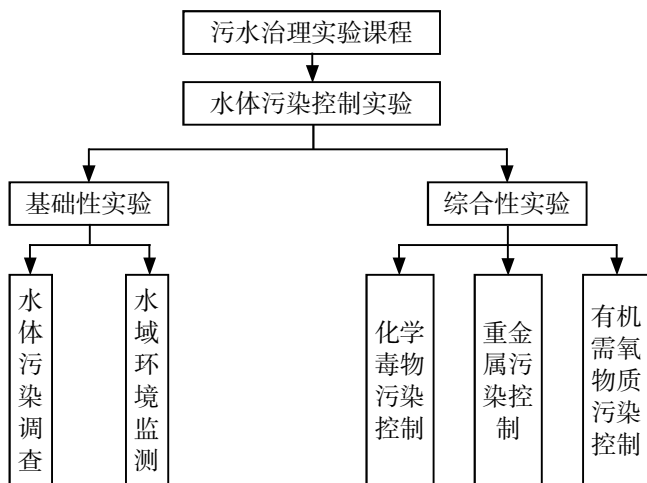 污水治理实验课程
水体污染控制实验
基础性实验
综合性实验
水体污染调查
水域环境监测
化学
毒物
污染
控制
重金
属污
染控
制
有机
需氧
物质
污染
控制